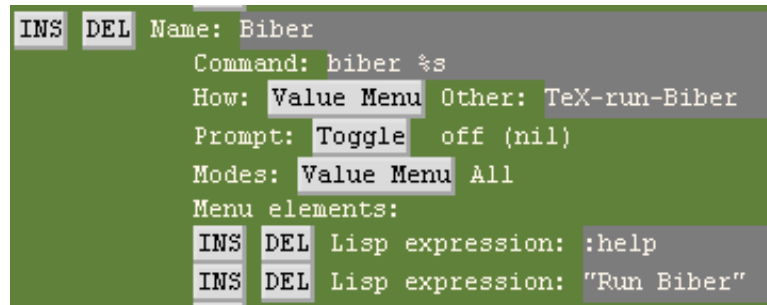 INS DEL Name: Biber
Command: biber %s
How: Value Menu Other: TeX-run-Biber
Prompt: Toggle off (nil)
Modes: Value Menu All
Menu elements:
INS DEL Lisp expression: :help
INS DEL Lisp expression: "Run Biber"